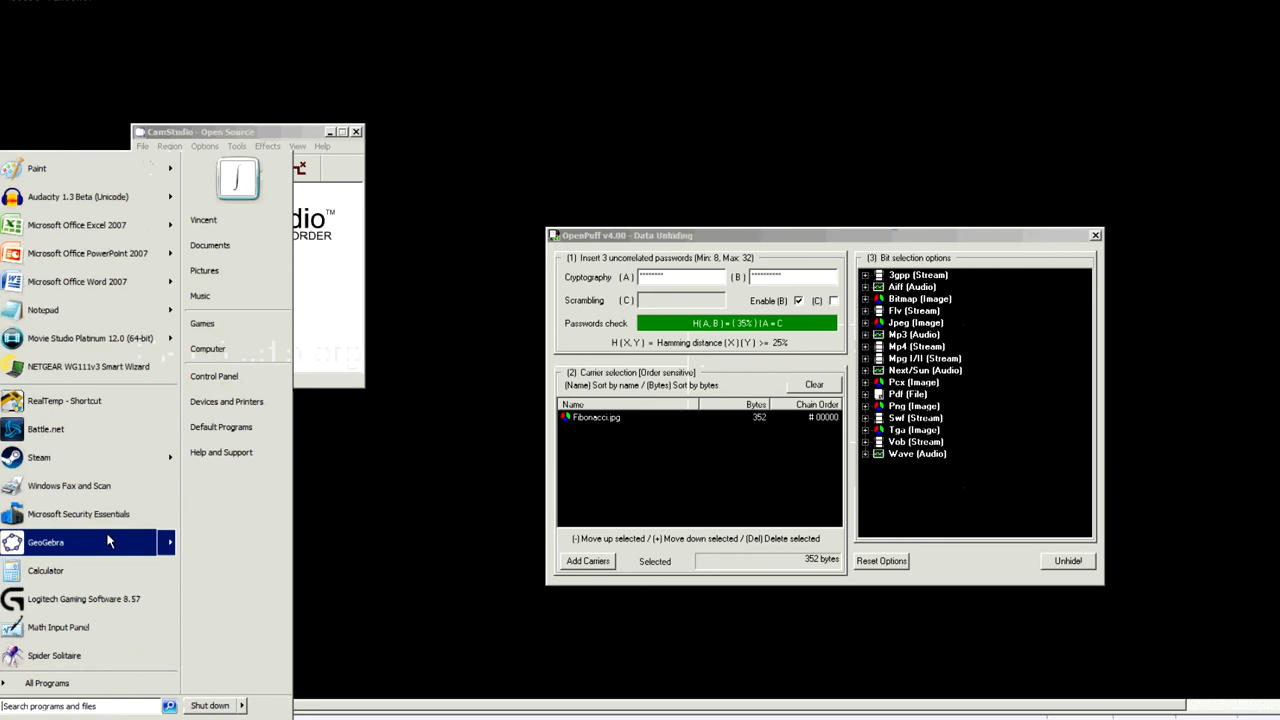 CamStudio - Open Source
File Region Options Tools Effects View Help
dio™
ORDER
Paint
Audacity 1.3 Beta (Unicode)
Microsoft Office Excel 2007
Microsoft Office PowerPoint 2007
Microsoft Office Word 2007
Notepad
Movie Studio Platinum 12.0 (64-bit)
NETGEAR WG111v3 Smart Wizard
RealTemp - Shortcut
Battle.net
Steam
Windows Fax and Scan
Microsoft Security Essentials
GeoGebra
Calculator
Logitech Gaming Software 8.57
Math Input Panel
Spider Solitaire
All Programs
Search programs and files
Vincent
Documents
Pictures
Music
Games
Computer
Control Panel
Devices and Printers
Default Programs
Help and Support
Shut down
OpenPuff v4.00 - Data Unhiding
(1) Insert 3 uncorrelated passwords (Min: 8, Max: 32)
Cryptography (A) ******** (B) **********
Scrambling (C) Enable (B) (C)
Passwords check H( A, B ) = ( 35% ) | A = C
H ( X, Y ) = Hamming distance ( X ) ( Y ) >= 25%
(2) Carrier selection [Order sensitive]
(Name) Sort by name / (Bytes) Sort by bytes Clear
Name Bytes Chain Order
Fibonacci.jpg 352 # 00000
(-) Move up selected / (+) Move down selected / (Del) Delete selected
Add Carriers Selected 352 bytes
(3) Bit selection options
3gpp (Stream)
Aiff (Audio)
Bitmap (Image)
Flv (Stream)
Jpeg (Image)
Mp3 (Audio)
Mp4 (Stream)
Mpg I/II (Stream)
Next/Sun (Audio)
Pcx (Image)
Pdf (File)
Png (Image)
Swf (Stream)
Tga (Image)
Vob (Stream)
Wave (Audio)
Reset Options Unhide!